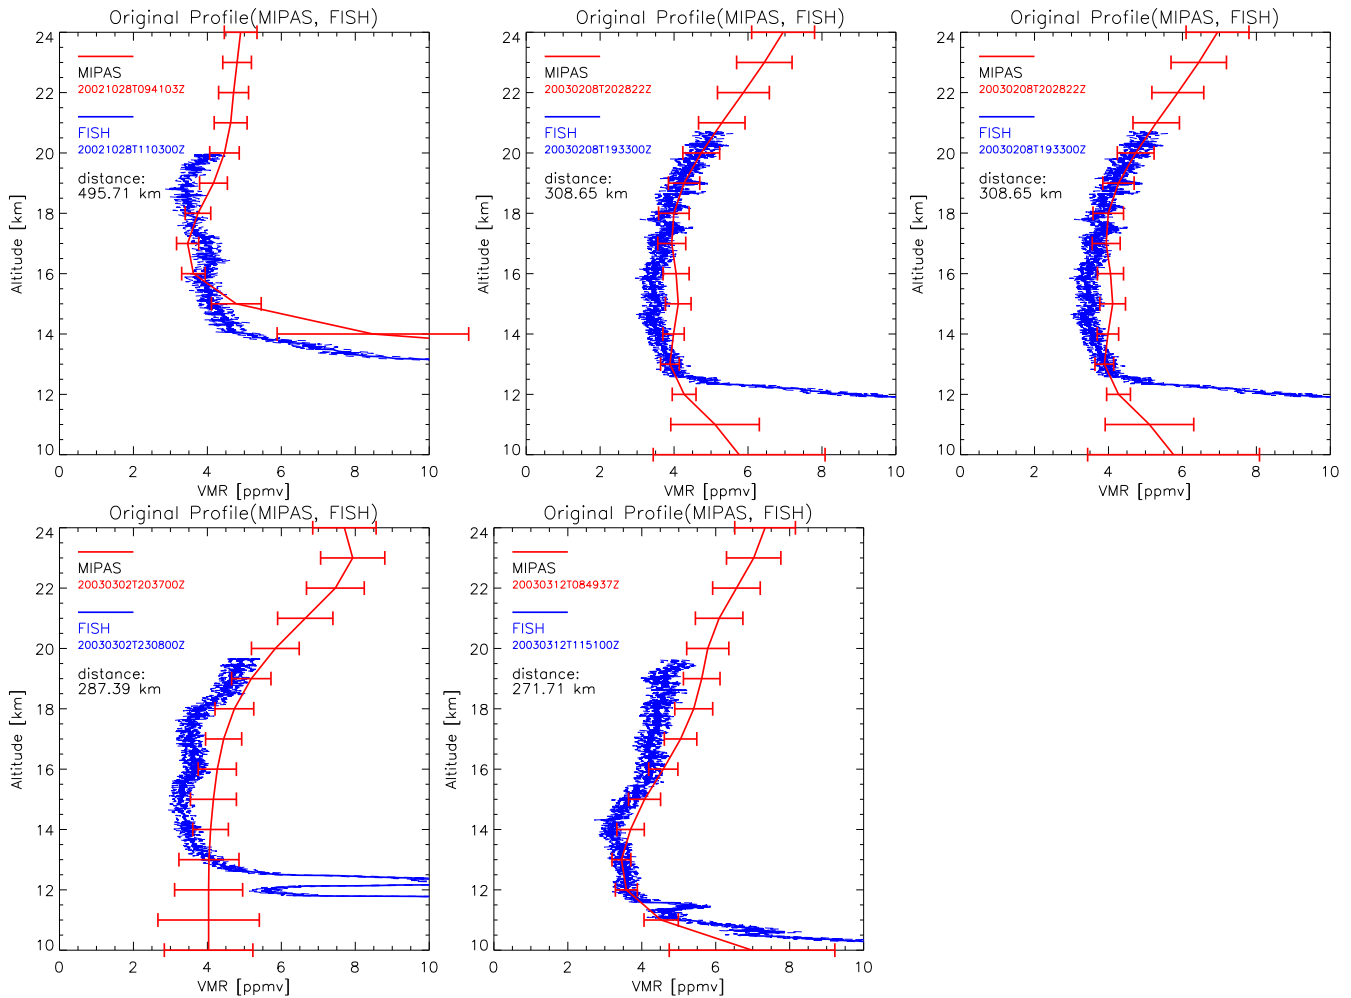 Original Profile(MIPAS, FISH)
24
22
20
18
16
14
12
10
Altitude [km]
MIPAS
20021028T094103Z
FISH
20021028T110300Z
distance:
495.71 km
0 2 4 6 8 10
VMR [ppmv]
Original Profile(MIPAS, FISH)
24
22
20
18
16
14
12
10
Altitude [km]
MIPAS
20030208T202822Z
FISH
20030208T193300Z
distance:
308.65 km
0 2 4 6 8 10
VMR [ppmv]
Original Profile(MIPAS, FISH)
24
22
20
18
16
14
12
10
Altitude [km]
MIPAS
20030208T202822Z
FISH
20030208T193300Z
distance:
308.65 km
0 2 4 6 8 10
VMR [ppmv]
Original Profile(MIPAS, FISH)
24
22
20
18
16
14
12
10
Altitude [km]
MIPAS
20030302T203700Z
FISH
20030302T230800Z
distance:
287.39 km
0 2 4 6 8 10
VMR [ppmv]
Original Profile(MIPAS, FISH)
24
22
20
18
16
14
12
10
Altitude [km]
MIPAS
20030312T084937Z
FISH
20030312T115100Z
distance:
271.71 km
0 2 4 6 8 10
VMR [ppmv]